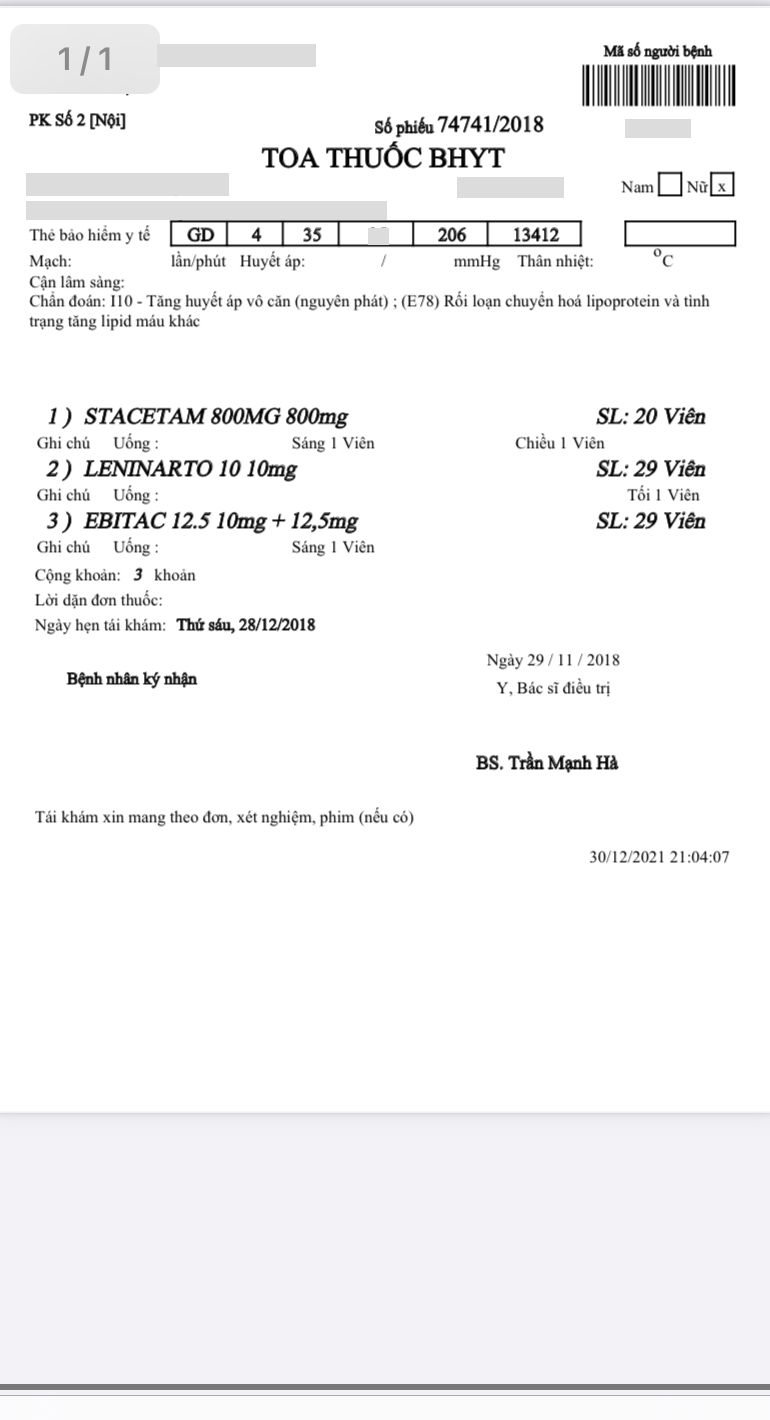 1/1
Mã số người bệnh
PK Số 2 [Nội]
Số phiếu 74741/2018
TOA THUỐC BHYT
Nam Nữ x
Thẻ bảo hiểm y tế GD 4 35 206 13412
Mạch: lần/phút Huyết áp: / mmHg Thân nhiệt: oC
Cận lâm sàng:
Chẩn đoán: I10 - Tăng huyết áp vô căn (nguyên phát) ; (E78) Rối loạn chuyển hoá lipoprotein và tình
trạng tăng lipid máu khác
1 ) STACETAM 800MG 800mg SL: 20 Viên
Ghi chú Uống : Sáng 1 Viên Chiều 1 Viên
2 ) LENINARTO 10 10mg SL: 29 Viên
Ghi chú Uống : Tối 1 Viên
3 ) EBITAC 12.5 10mg + 12,5mg SL: 29 Viên
Ghi chú Uống : Sáng 1 Viên
Cộng khoản: 3 khoản
Lời dặn đơn thuốc:
Ngày hẹn tái khám: Thứ sáu, 28/12/2018
Ngày 29 / 11 / 2018
Bệnh nhân ký nhận
Y, Bác sĩ điều trị
BS. Trần Mạnh Hà
Tái khám xin mang theo đơn, xét nghiệm, phim (nếu có)
30/12/2021 21:04:07